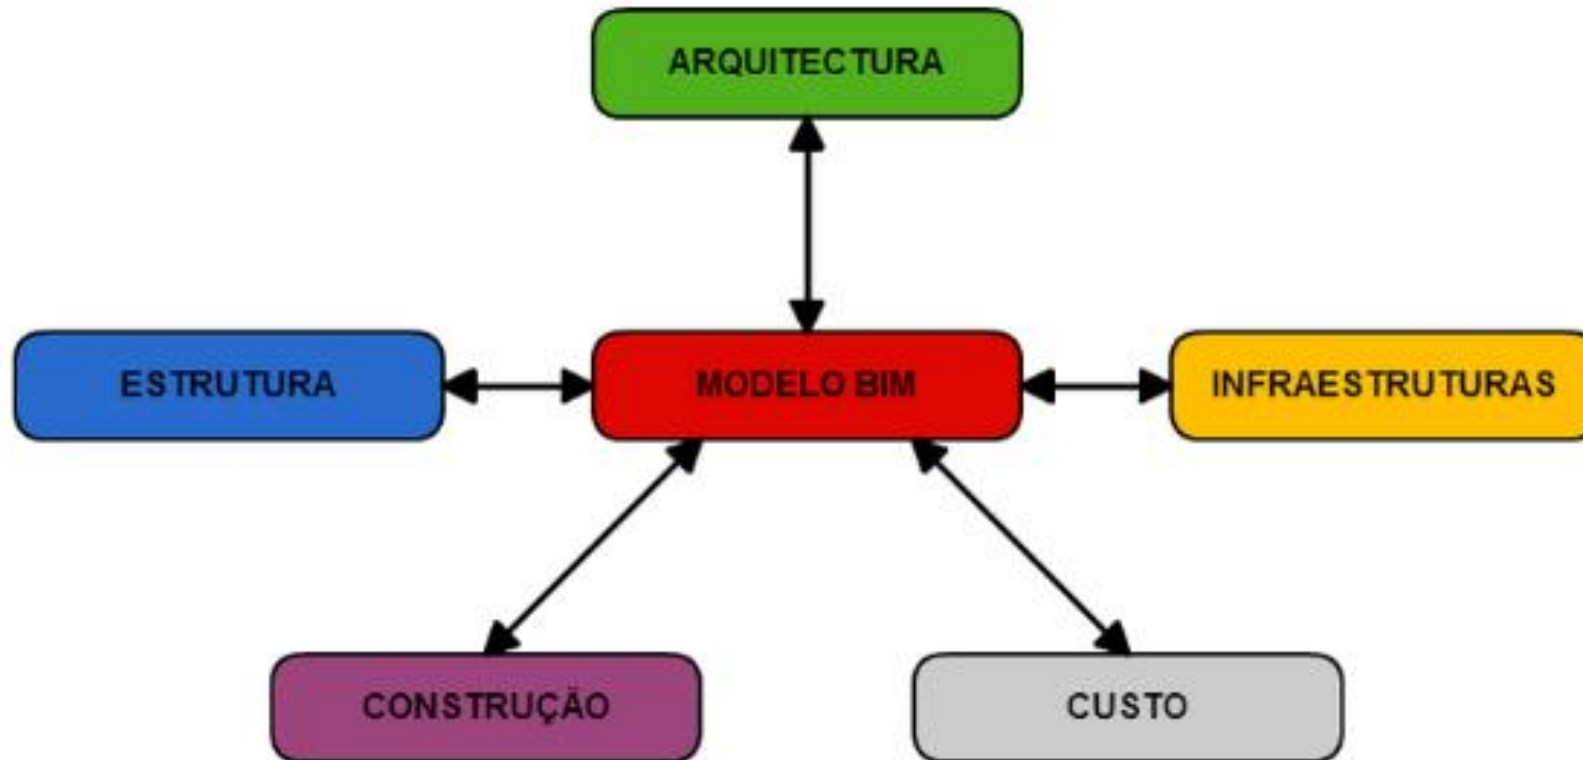 ARQUITECTURA
ESTRUTURA
MODELO BIM
INFRAESTRUTURAS
CONSTRUÇÃO
CUSTO